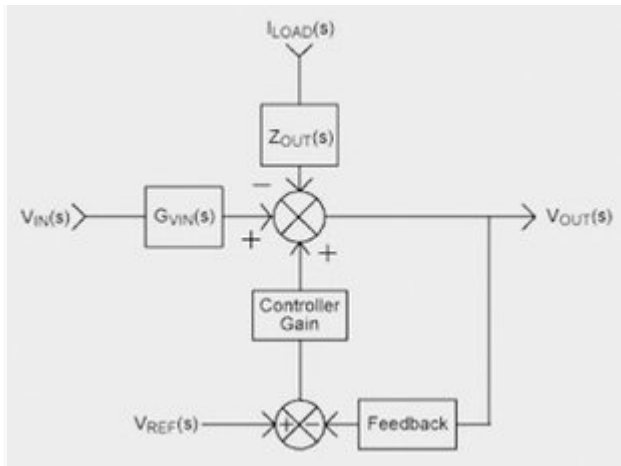 I_LOAD(s)
Z_OUT(s)
V_IN(s)
G_VIN(s)
V_OUT(s)
Controller
Gain
V_REF(s)
Feedback